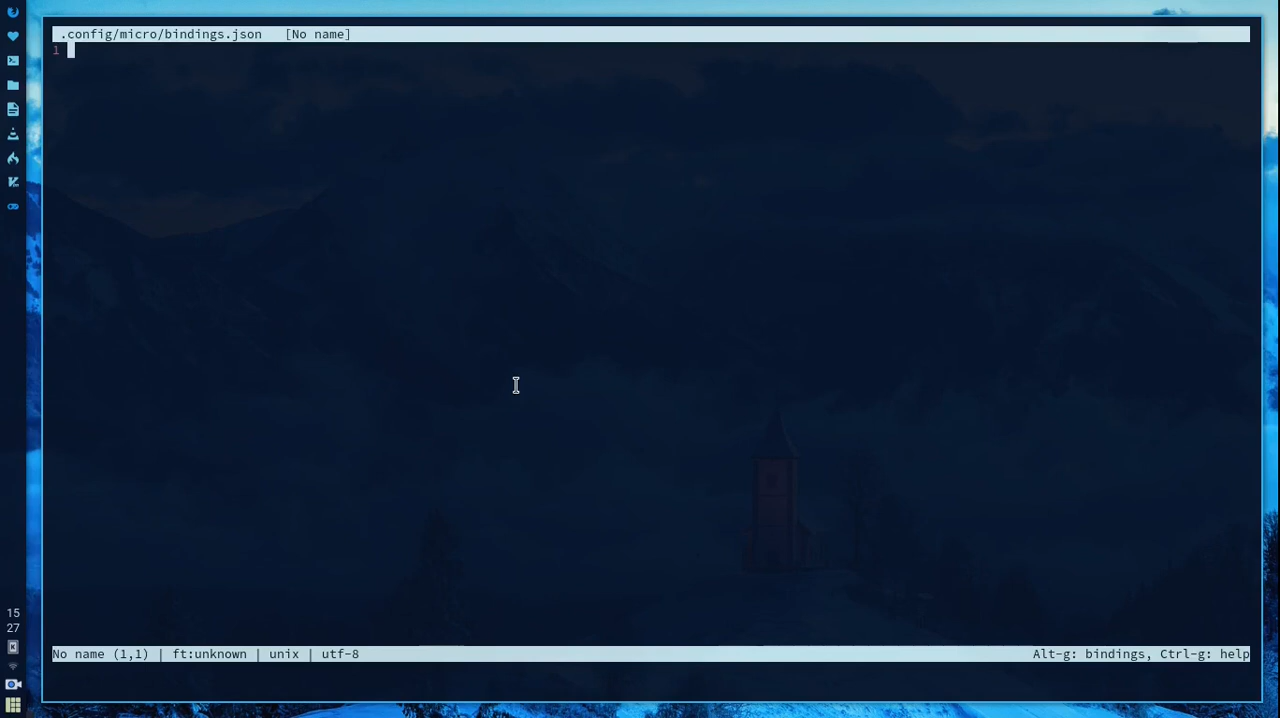 .config/micro/bindings.json [No name]
1
No name (1,1) | ft:unknown | unix | utf-8 Alt-g: bindings, Ctrl-g: help
15
27